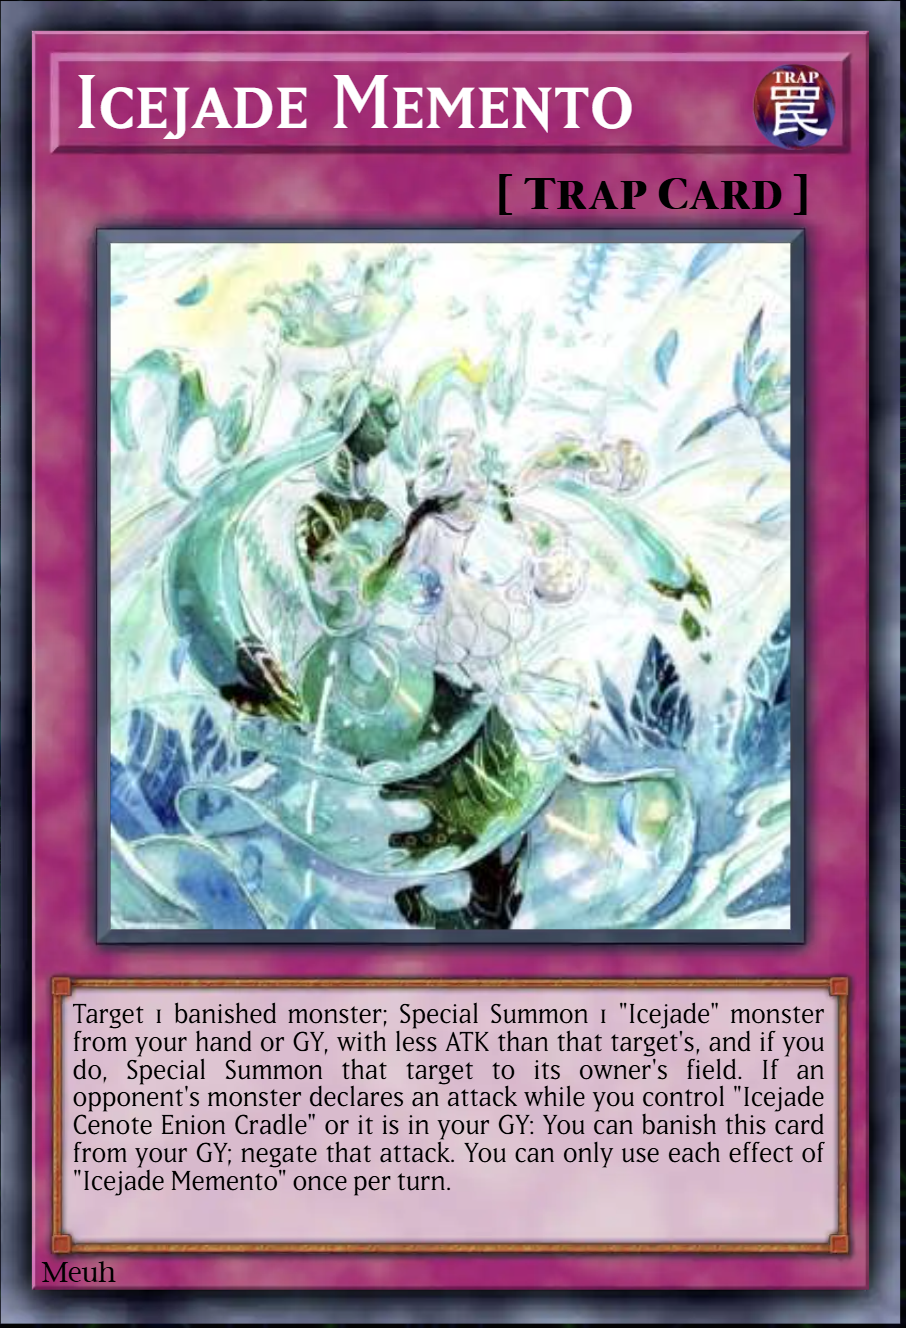 Icejade Memento
TRAP
罠
[ Trap Card ]
Target 1 banished monster; Special Summon 1 "Icejade" monster
from your hand or GY, with less ATK than that target's, and if you
do, Special Summon that target to its owner's field. If an
opponent's monster declares an attack while you control "Icejade
Cenote Enion Cradle" or it is in your GY: You can banish this card
from your GY; negate that attack. You can only use each effect of
"Icejade Memento" once per turn.
Meuh